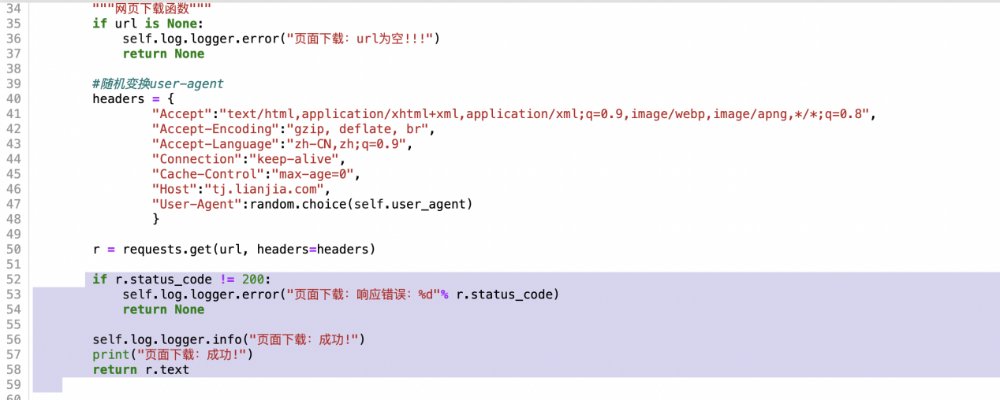 34 """网页下载函数"""
35 if url is None:
36 self.log.logger.error("页面下载：url为空!!!")
37 return None
38
39 #随机变换user-agent
40 headers = {
41 "Accept":"text/html,application/xhtml+xml,application/xml;q=0.9,image/webp,image/apng,*/*;q=0.8",
42 "Accept-Encoding":"gzip, deflate, br",
43 "Accept-Language":"zh-CN,zh;q=0.9",
44 "Connection":"keep-alive",
45 "Cache-Control":"max-age=0",
46 "Host":"tj.lianjia.com",
47 "User-Agent":random.choice(self.user_agent)
48 }
49
50 r = requests.get(url, headers=headers)
51
52 if r.status_code != 200:
53 self.log.logger.error("页面下载：响应错误：%d"% r.status_code)
54 return None
55
56 self.log.logger.info("页面下载：成功!")
57 print("页面下载：成功!")
58 return r.text
59
60